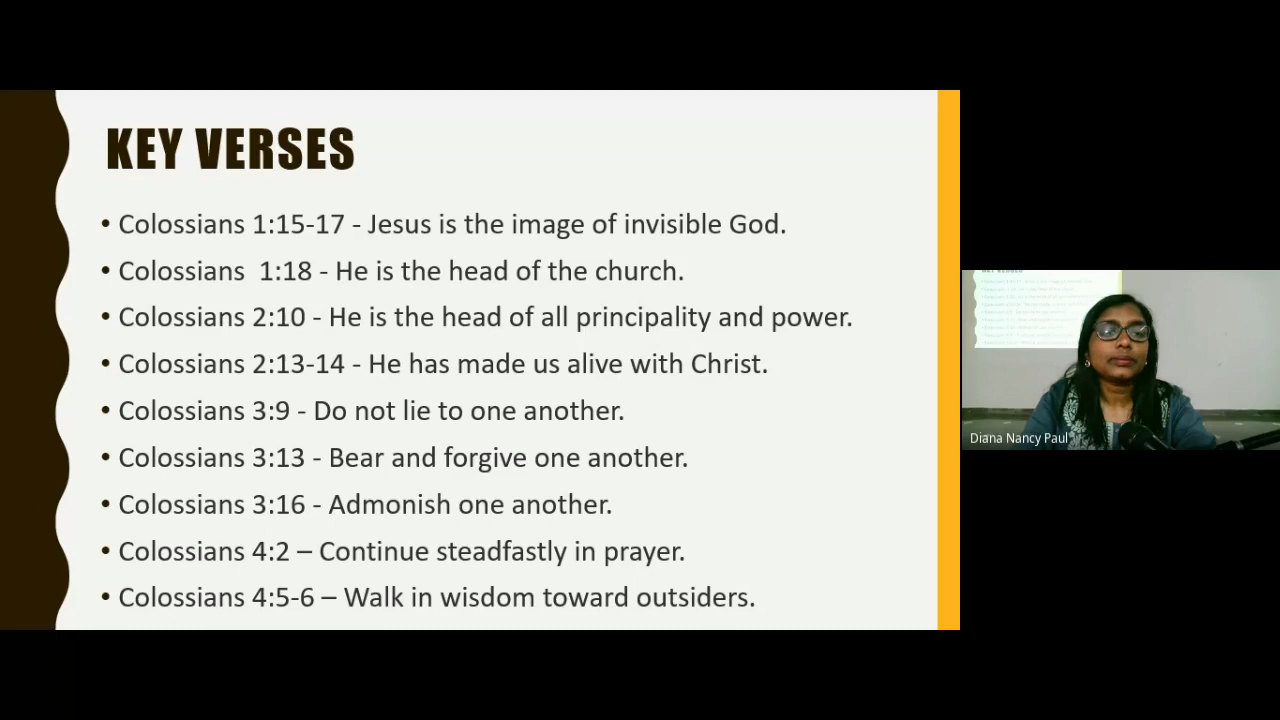 KEY VERSES
• Colossians 1:15-17 - Jesus is the image of invisible God.
• Colossians  1:18 - He is the head of the church.
• Colossians 2:10 - He is the head of all principality and power.
• Colossians 2:13-14 - He has made us alive with Christ.
• Colossians 3:9 - Do not lie to one another.
• Colossians 3:13 - Bear and forgive one another.
• Colossians 3:16 - Admonish one another.
• Colossians 4:2 – Continue steadfastly in prayer.
• Colossians 4:5-6 – Walk in wisdom toward outsiders.
Diana Nancy Paul